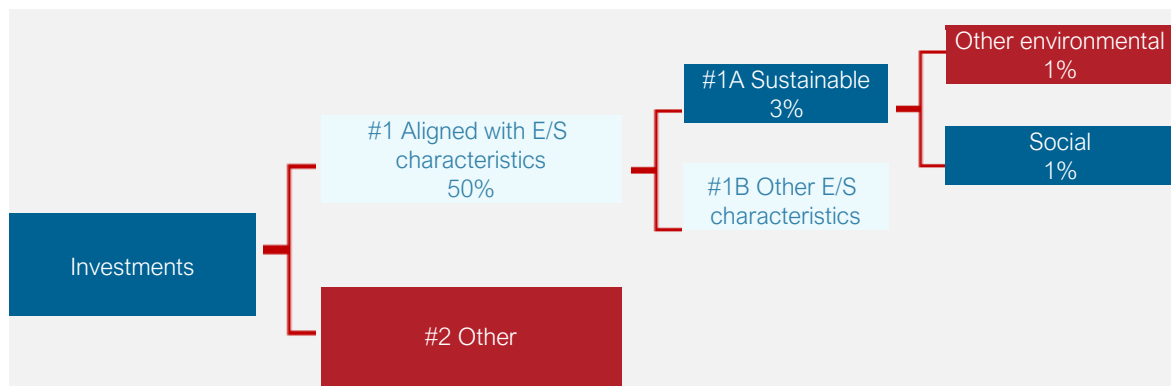 Investments
#1 Aligned with E/S
characteristics
50%
#2 Other
#1A Sustainable
3%
#1B Other E/S
characteristics
Other environmental
1%
Social
1%